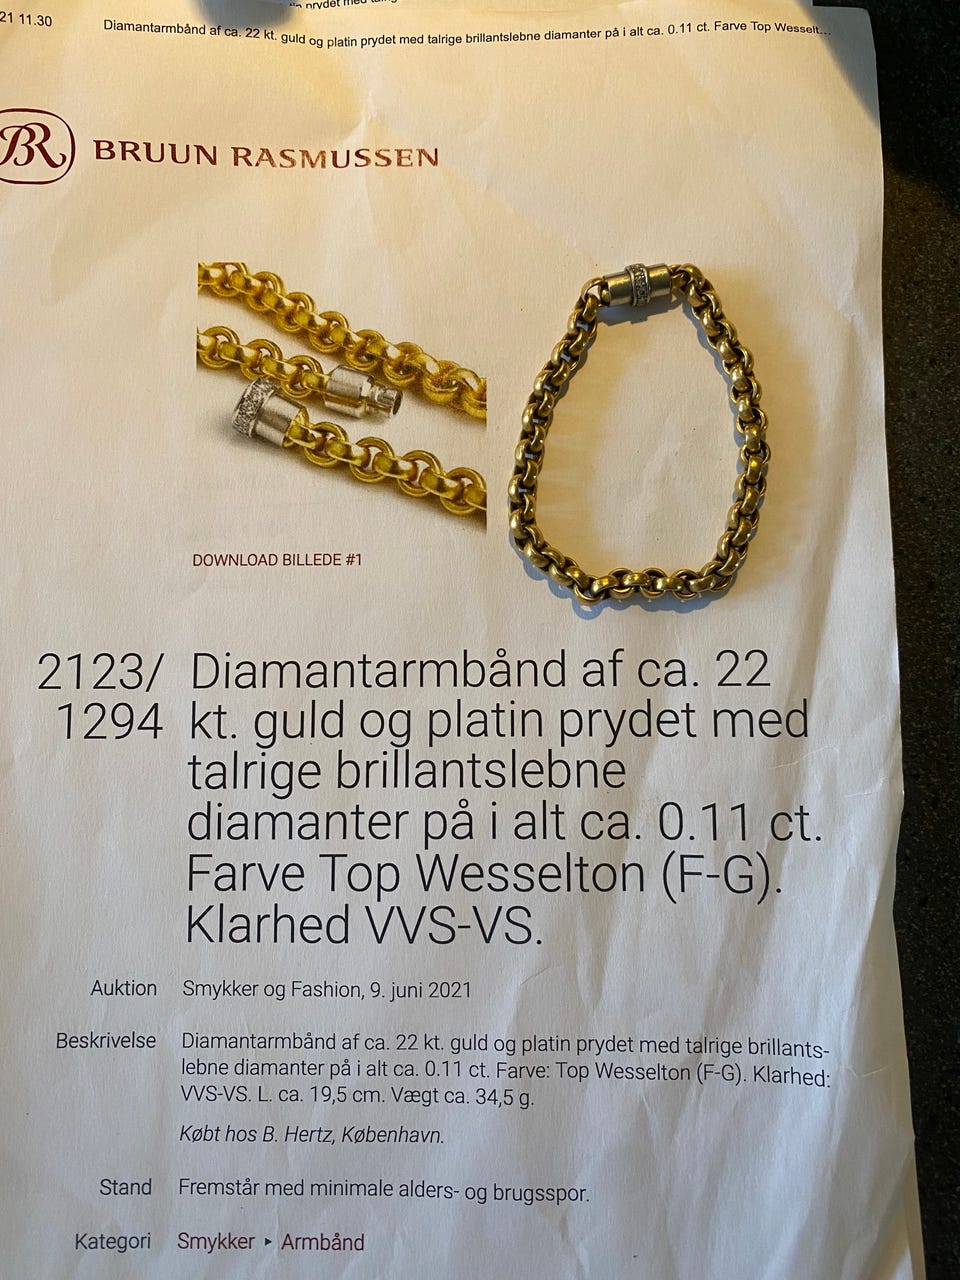 prydet med
21 11.30
Diamantarmbånd af ca. 22 kt. guld og platin prydet med talrige brillantslebne diamanter på i alt ca. 0.11 ct. Farve Top Wesselt...
BR BRUUN RASMUSSEN
DOWNLOAD BILLEDE #1
2123/ Diamantarmbånd af ca. 22
1294 kt. guld og platin prydet med
talrige brillantslebne
diamanter på i alt ca. 0.11 ct.
Farve Top Wesselton (F-G).
Klarhed VVS-VS.
Auktion Smykker og Fashion, 9. juni 2021
Beskrivelse Diamantarmbånd af ca. 22 kt. guld og platin prydet med talrige brillants-
lebne diamanter på i alt ca. 0.11 ct. Farve: Top Wesselton (F-G). Klarhed:
VVS-VS. L. ca. 19,5 cm. Vægt ca. 34,5 g.
Købt hos B. Hertz, København.
Stand Fremstår med minimale alders- og brugsspor.
Kategori Smykker ▸ Armbånd